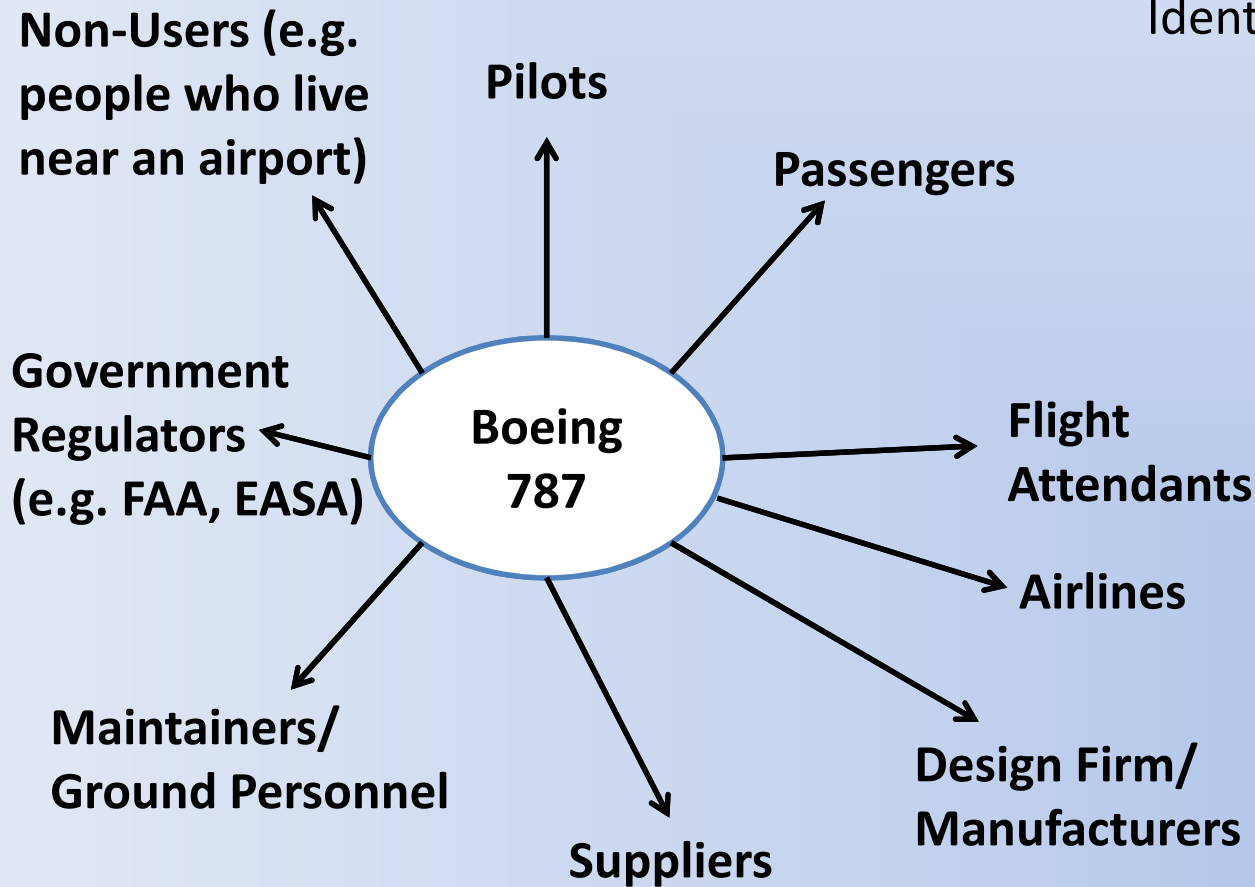 Ident
Non-Users (e.g.
people who live
near an airport)
Pilots
Passengers
Government
Regulators
(e.g. FAA, EASA)
Boeing
787
Flight
Attendants
Airlines
Maintainers/
Ground Personnel
Design Firm/
Manufacturers
Suppliers